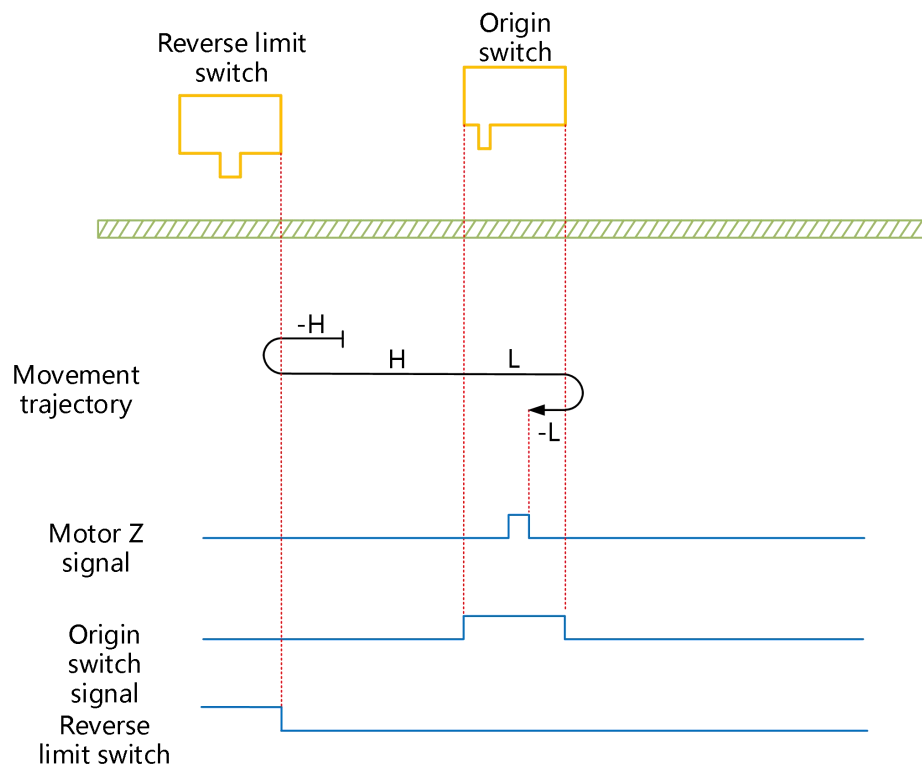 Reverse limit
switch
Origin
switch
-H
H
L
-L
Movement
trajectory
Motor Z
signal
Origin
switch
signal
Reverse
limit switch